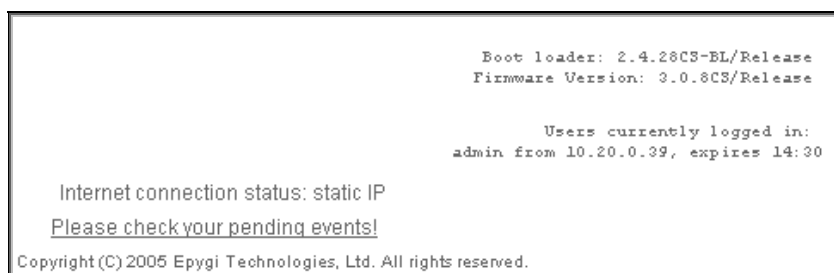 Boot loader: 2.4.28CS-BL/Release
Firmware Version: 3.0.8CS/Release
Users currently logged in:
admin from 10.20.0.39, expires 14:30
Internet connection status: static IP
Please check your pending events!
Copyright (C) 2005 Epygi Technologies, Ltd. All rights reserved.